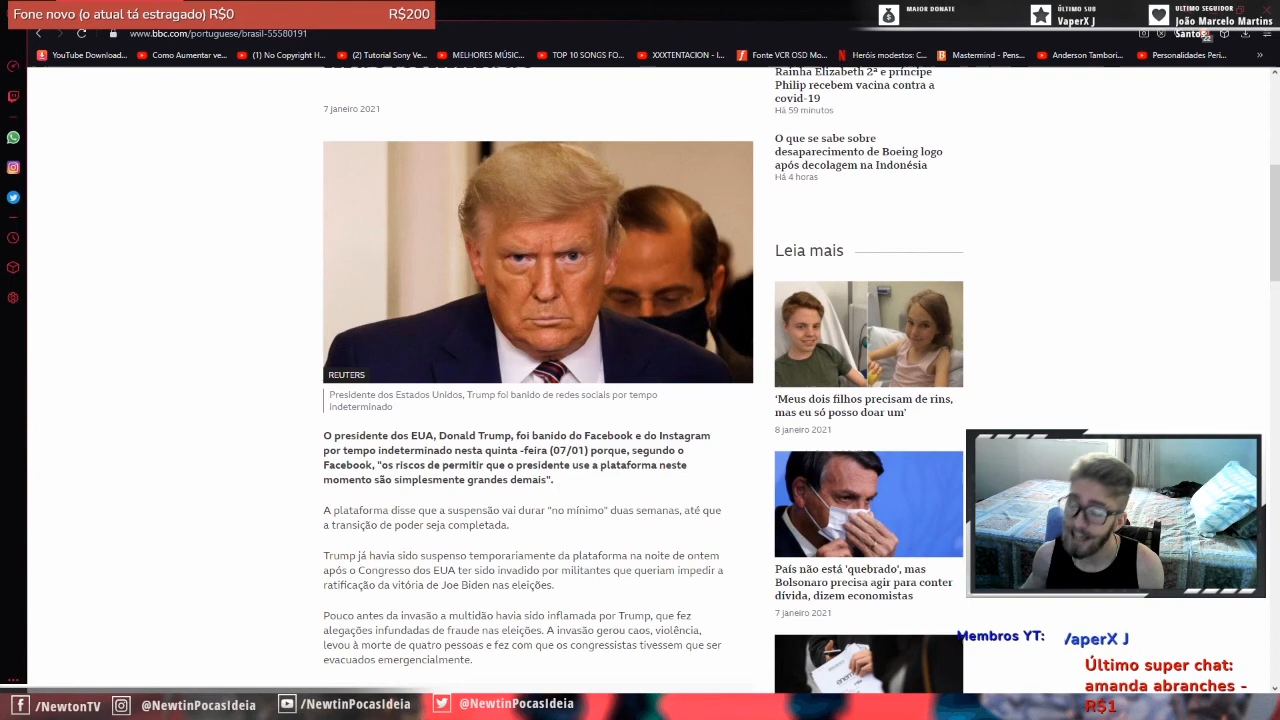 Fone novo (o atual tá estragado) R$0
R$200
MAIOR DONATE
ÚLTIMO SUB
VaperX J
ULTIMO SEGUIDOR
João Marcelo Martins
Santos
www.bbc.com/portuguese/brasil-55580191
YouTube Download...
Como Aumentar ve...
(1) No Copyright H...
(2) Tutorial Sony Ve...
MELHORES MÚSIC...
TOP 10 SONGS FO...
XXXTENTACION - I...
Fonte VCR OSD Mo...
Heróis modestos: C...
Mastermind - Pens...
Anderson Tambori...
Personalidades Peri...
7 janeiro 2021
REUTERS
Presidente dos Estados Unidos, Trump foi banido de redes sociais por tempo
indeterminado
O presidente dos EUA, Donald Trump, foi banido do Facebook e do Instagram
por tempo indeterminado nesta quinta -feira (07/01) porque, segundo o
Facebook, "os riscos de permitir que o presidente use a plataforma neste
momento são simplesmente grandes demais".
A plataforma disse que a suspensão vai durar "no mínimo" duas semanas, até que
a transição de poder seja completada.
Trump já havia sido suspenso temporariamente da plataforma na noite de ontem
após o Congresso dos EUA ter sido invadido por militantes que queriam impedir a
ratificação da vitória de Joe Biden nas eleições.
Pouco antes da invasão a multidão havia sido inflamada por Trump, que fez
alegações infundadas de fraude nas eleições. A invasão gerou caos, violência,
levou à morte de quatro pessoas e fez com que os congressistas tivessem que ser
evacuados emergencialmente.
Rainha Elizabeth 2ª e príncipe
Philip recebem vacina contra a
covid-19
Há 59 minutos
O que se sabe sobre
desaparecimento de Boeing logo
após decolagem na Indonésia
Há 4 horas
Leia mais
'Meus dois filhos precisam de rins,
mas eu só posso doar um'
8 janeiro 2021
País não está 'quebrado', mas
Bolsonaro precisa agir para conter
dívida, dizem economistas
7 janeiro 2021
Membros YT:
VaperX J
Último super chat:
amanda abranches -
R$1
/NewtonTV
@NewtinPocasIdeia
/NewtinPocasIdeia
@NewtinPocasIdeia